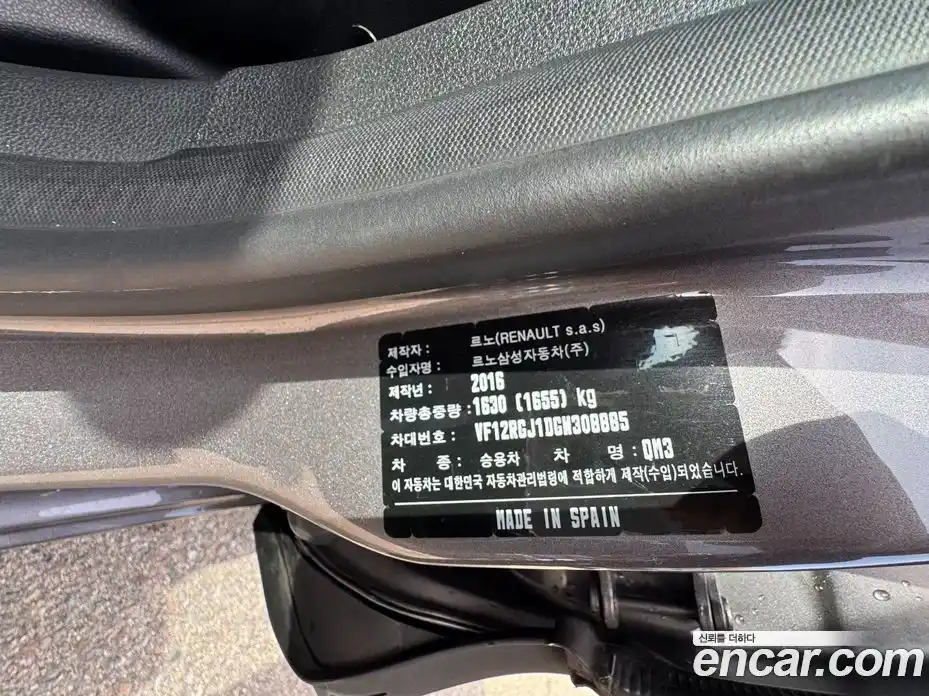 제작자 : 르노(RENAULT s.a.s)
수입자명 : 르노삼성자동차(주)
제작년 : 2016
차량총중량 : 1630 (1655) kg
차대번호 :
차 종 : 승용차 차 명 : QM3
이 자동차는 대한민국 자동차관리법령에 적합하게 제작(수입)되었습니다.
MADE IN SPAIN
신뢰를 더하다
encar.com